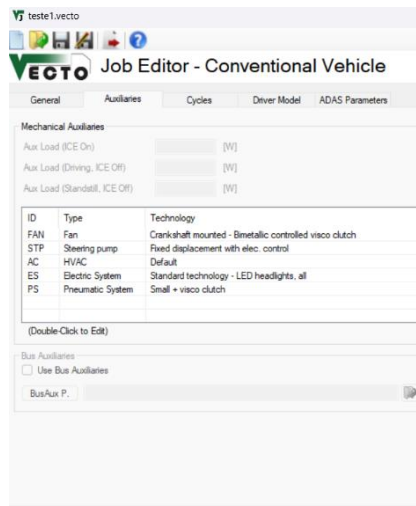 teste1.vecto
VECTO Job Editor - Conventional Vehicle
General Auxiliaries Cycles Driver Model ADAS Parameters
Mechanical Auxiliaries
Aux Load (ICE On) [W]
Aux Load (Driving, ICE Off) [W]
Aux Load (Standstill, ICE Off) [W]
ID Type Technology
FAN Fan Crankshaft mounted - Bimetallic controlled visco clutch
STP Steering pump Fixed displacement with elec. control
AC HVAC Default
ES Electric System Standard technology - LED headlights, all
PS Pneumatic System Small + visco clutch
(Double-Click to Edit)
Bus Auxiliaries
Use Bus Auxiliaries
BusAux P.